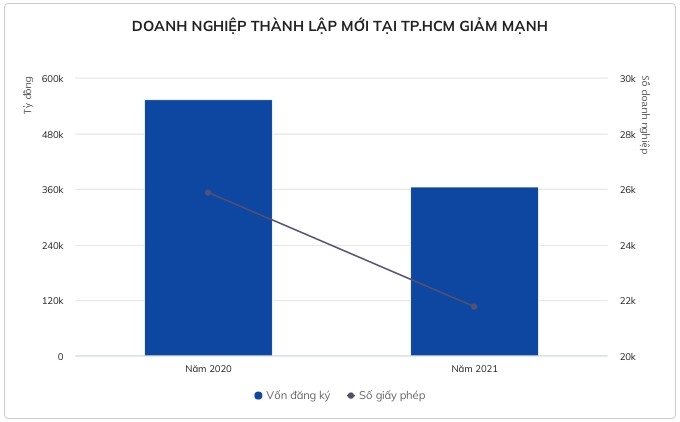 DOANH NGHIỆP THÀNH LẬP MỚI TẠI TP.HCM GIẢM MẠNH
Tỷ đồng
600k
480k
360k
240k
120k
0
30k
28k
26k
24k
22k
20k
Số doanh nghiệp
Năm 2020
Năm 2021
Vốn đăng ký
Số giấy phép